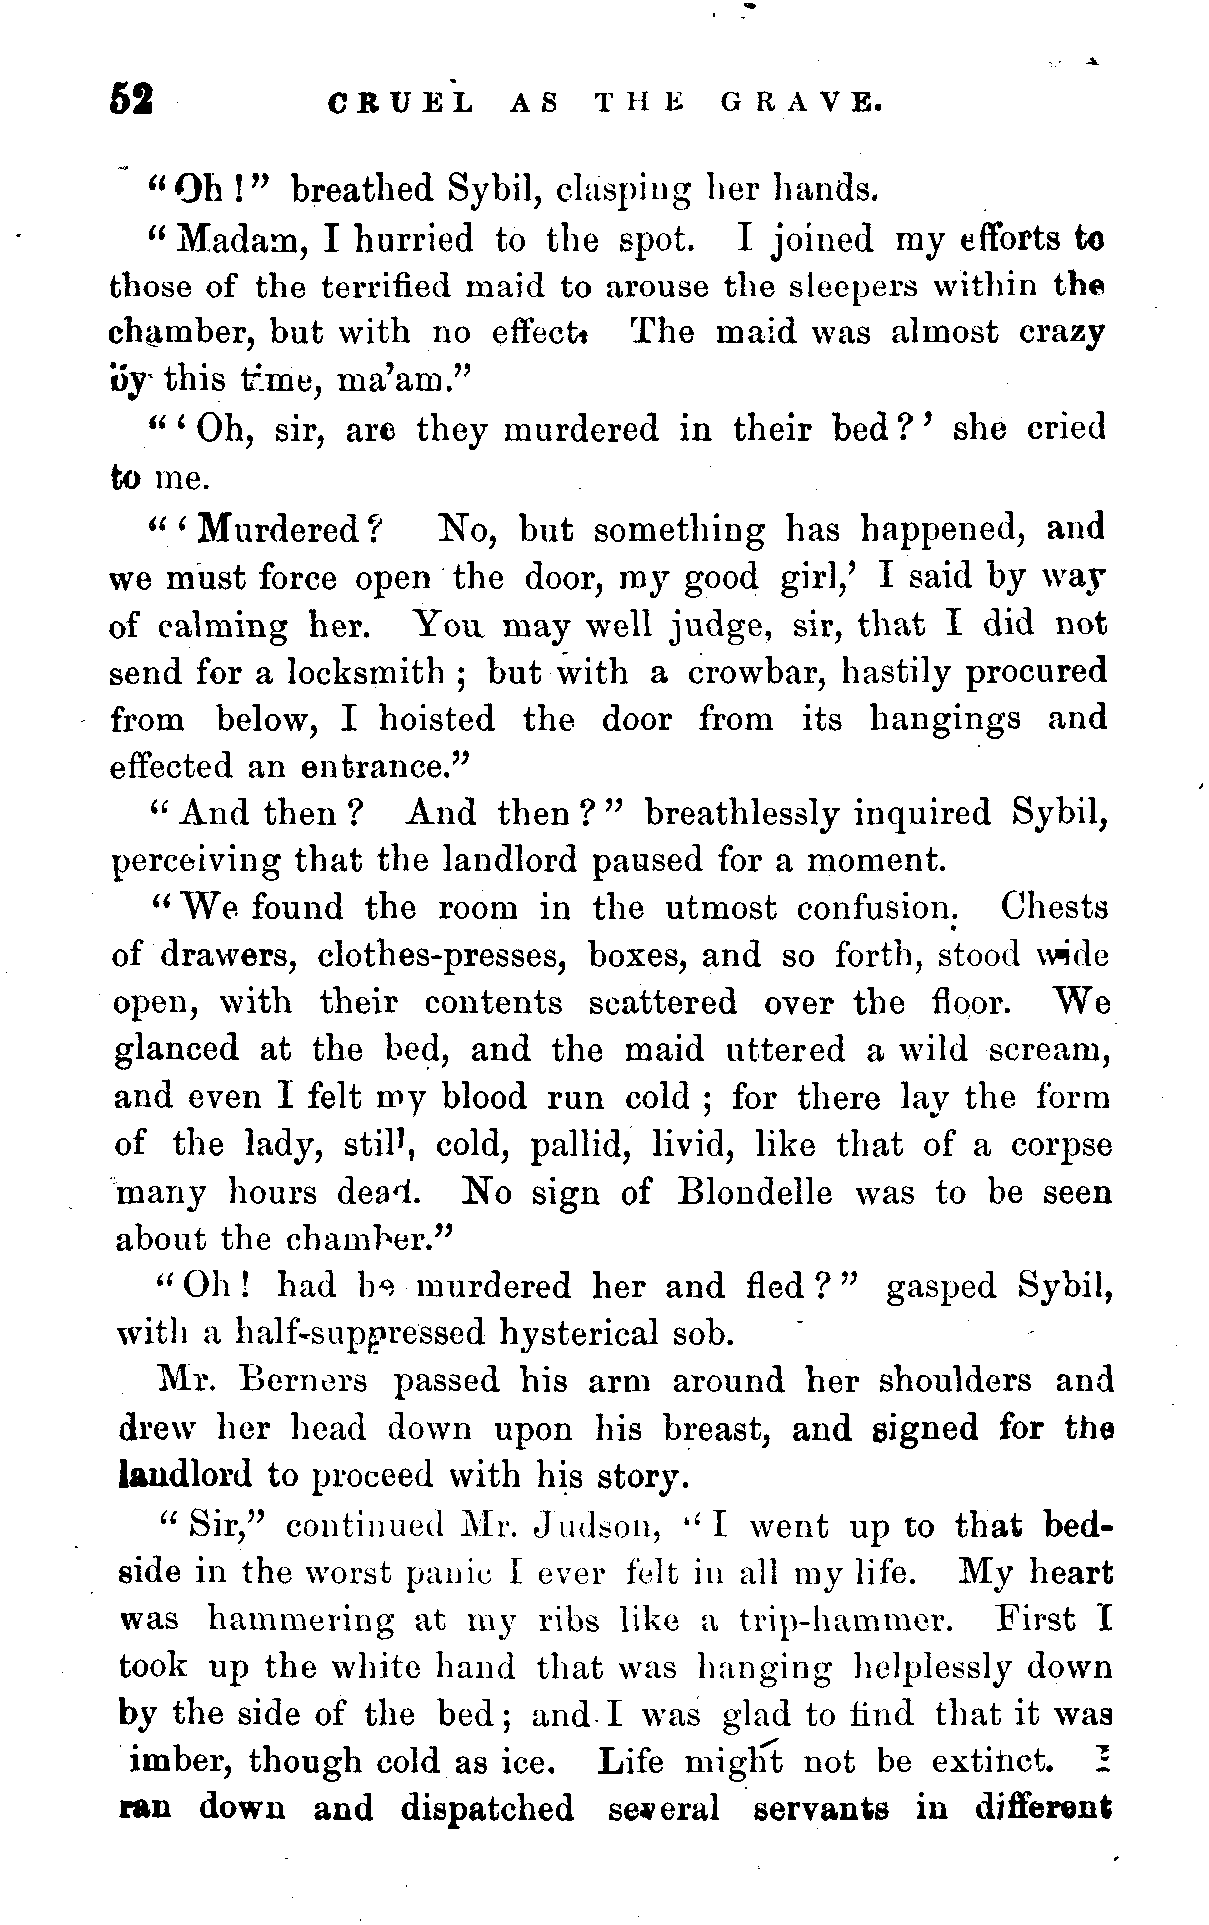 52 CRUEL AS THE GRAVE.
"Oh!" breathed Sybil, clasping her hands.
"Madam, I hurried to the spot. I joined my efforts to
those of the terrified maid to arouse the sleepers within the
chamber, but with no effect. The maid was almost crazy
by this time, ma'am."
"'Oh, sir, are they murdered in their bed?' she cried
to me.
"'Murdered? No, but something has happened, and
we must force open the door, my good girl,' I said by way
of calming her. You may well judge, sir, that I did not
send for a locksmith; but with a crowbar, hastily procured
from below, I hoisted the door from its hangings and
effected an entrance."
"And then? And then?" breathlessly inquired Sybil,
perceiving that the landlord paused for a moment.
"We found the room in the utmost confusion. Chests
of drawers, clothes-presses, boxes, and so forth, stood wide
open, with their contents scattered over the floor. We
glanced at the bed, and the maid uttered a wild scream,
and even I felt my blood run cold; for there lay the form
of the lady, still, cold, pallid, livid, like that of a corpse
many hours dead. No sign of Blondelle was to be seen
about the chamber."
"Oh! had he murdered her and fled?" gasped Sybil,
with a half-suppressed hysterical sob.
Mr. Berners passed his arm around her shoulders and
drew her head down upon his breast, and signed for the
landlord to proceed with his story.
"Sir," continued Mr. Judson, "I went up to that bed-
side in the worst panic I ever felt in all my life. My heart
was hammering at my ribs like a trip-hammer. First I
took up the white hand that was hanging helplessly down
by the side of the bed; and I was glad to find that it was
imber, though cold as ice. Life might not be extinct. I
ran down and dispatched several servants in different